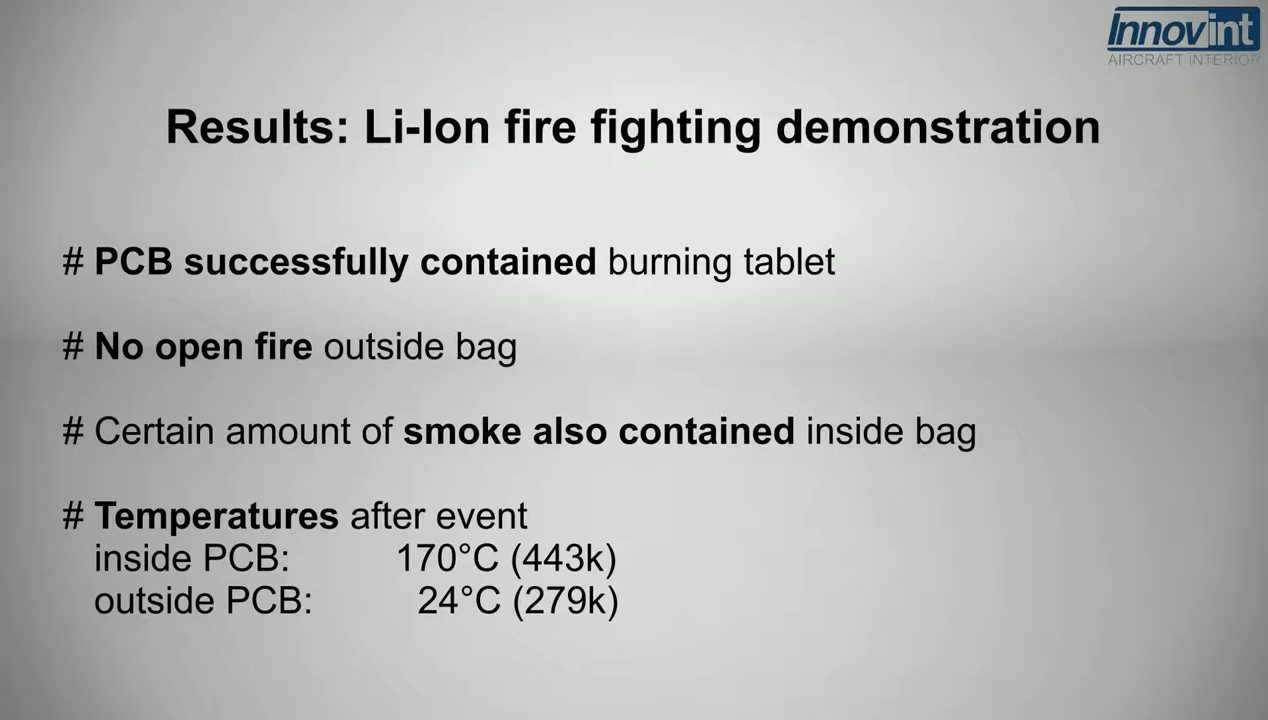 Innovint
AIRCRAFT INTERIOR
Results: Li-Ion fire fighting demonstration
# PCB successfully contained burning tablet
# No open fire outside bag
# Certain amount of smoke also contained inside bag
# Temperatures after event
inside PCB: 170°C (443k)
outside PCB: 24°C (279k)